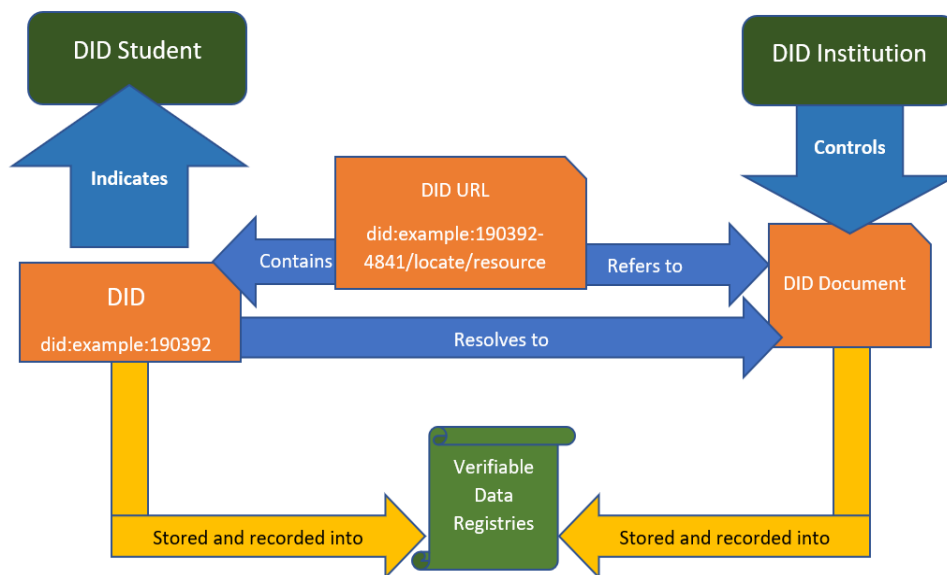 DID Student
DID Institution
Indicates
Controls
DID URL
did:example:190392-
4841/locate/resource
Contains
Refers to
DID
did:example:190392
DID Document
Resolves to
Verifiable
Data
Registries
Stored and recorded into
Stored and recorded into